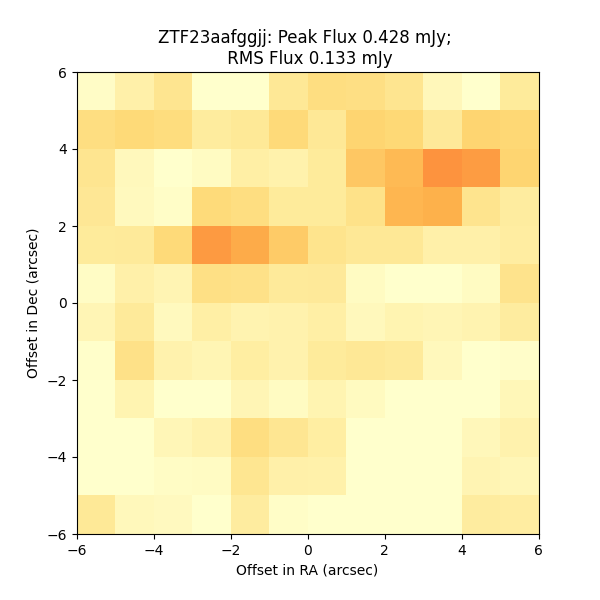 ZTF23aafggjj: Peak Flux 0.428 mJy;
RMS Flux 0.133 mJy
6
4
2
0
−2
−4
−6
Offset in Dec (arcsec)
−6 −4 −2 0 2 4 6
Offset in RA (arcsec)